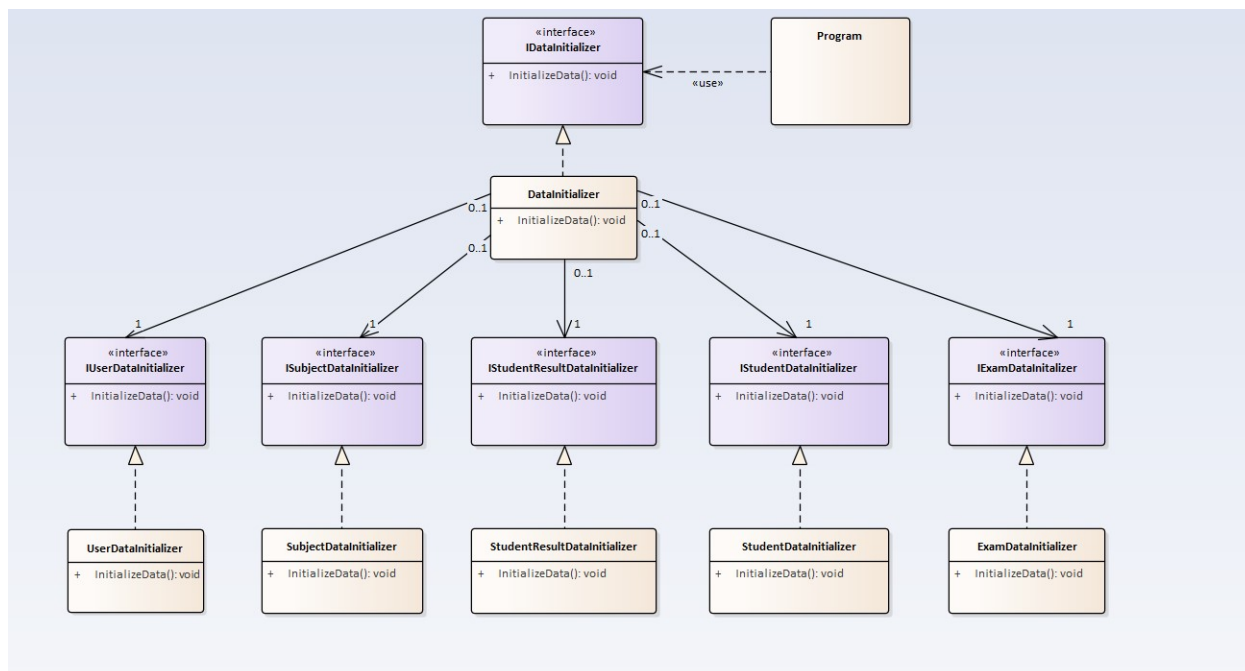 «interface»
IDataInitializer
+ InitializeData(): void
Program
«use»
DataInitializer
+ InitializeData(): void
0..1
0..1
0..1
0..1
0..1
1
1
1
1
1
«interface»
IUserDataInitializer
+ InitializeData(): void
«interface»
ISubjectDataInitializer
+ InitializeData(): void
«interface»
IStudentResultDataInitializer
+ InitializeData(): void
«interface»
IStudentDataInitializer
+ InitializeData(): void
«interface»
IExamDataInitalizer
+ InitializeData(): void
UserDataInitializer
+ InitializeData(): void
SubjectDataInitializer
+ InitializeData(): void
StudentResultDataInitializer
+ InitializeData(): void
StudentDataInitializer
+ InitializeData(): void
ExamDataInitializer
+ InitializeData(): void